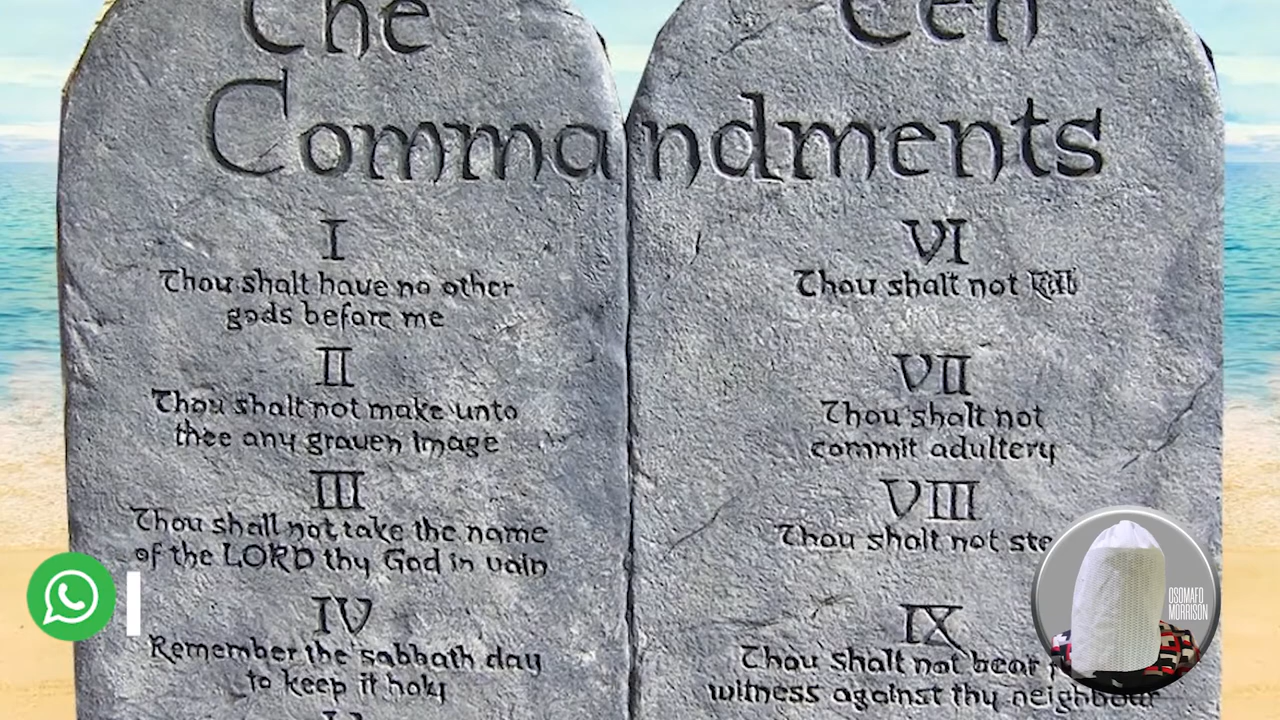 The Ten
Commandments
I
Thou shalt have no other
gods before me
II
Thou shalt not make unto
thee any graven image
III
Thou shall not take the name
of the LORD thy God in vain
IV
Remember the sabbath day
to keep it holy
VI
Thou shalt not kill
VII
Thou shalt not
commit adultery
VIII
Thou shalt not
IX
Thou shalt not bear
witness against thy neighbour
OSOMAFO
MORRISON